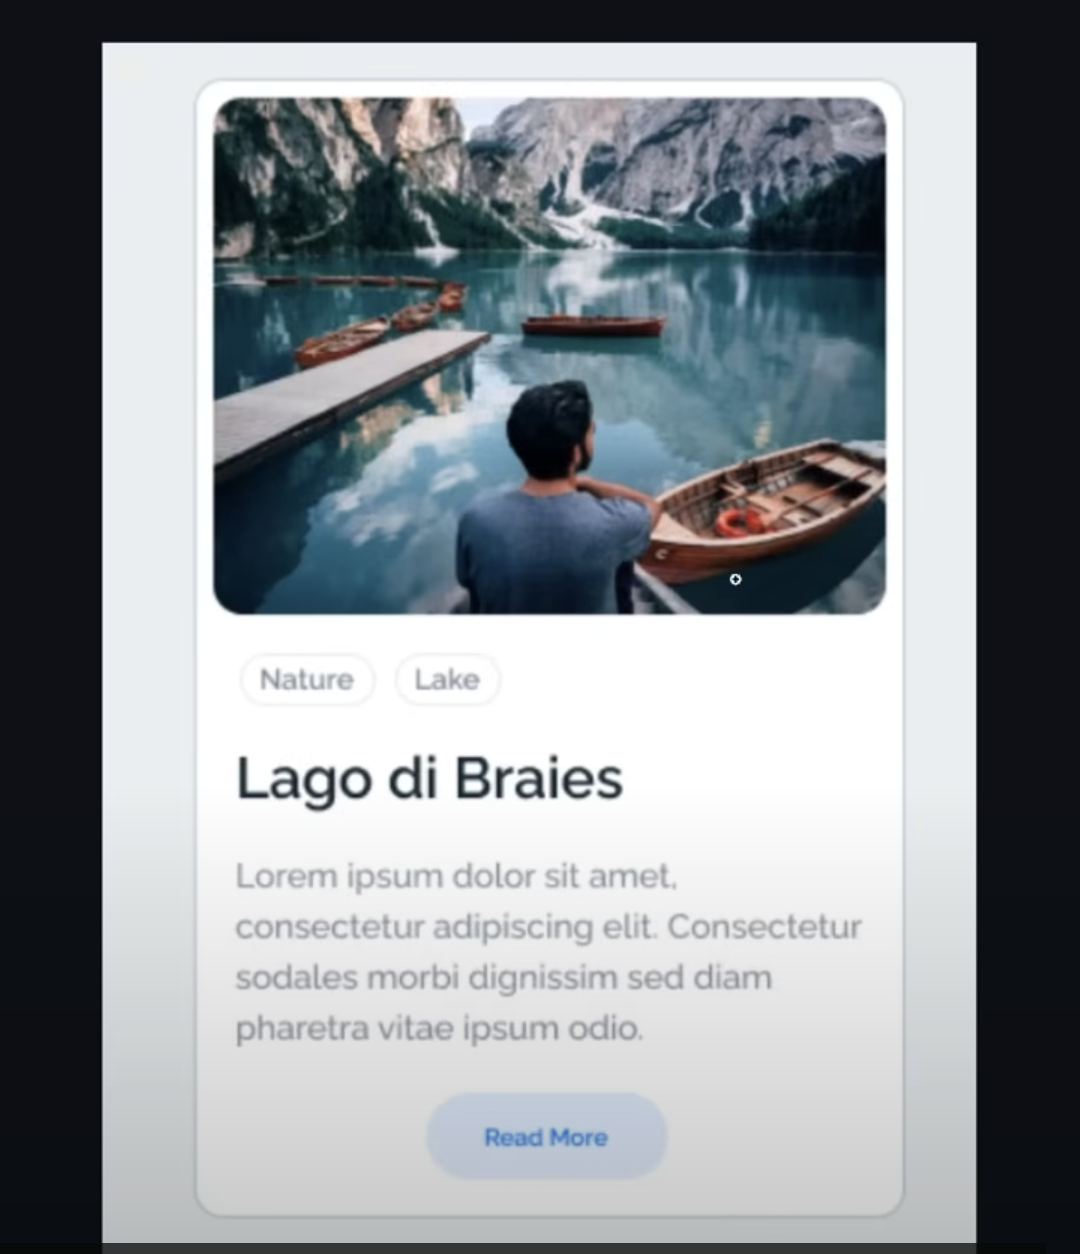 Nature
Lake
Lago di Braies
Lorem ipsum dolor sit amet,
consectetur adipiscing elit. Consectetur
sodales morbi dignissim sed diam
pharetra vitae ipsum odio.
Read More